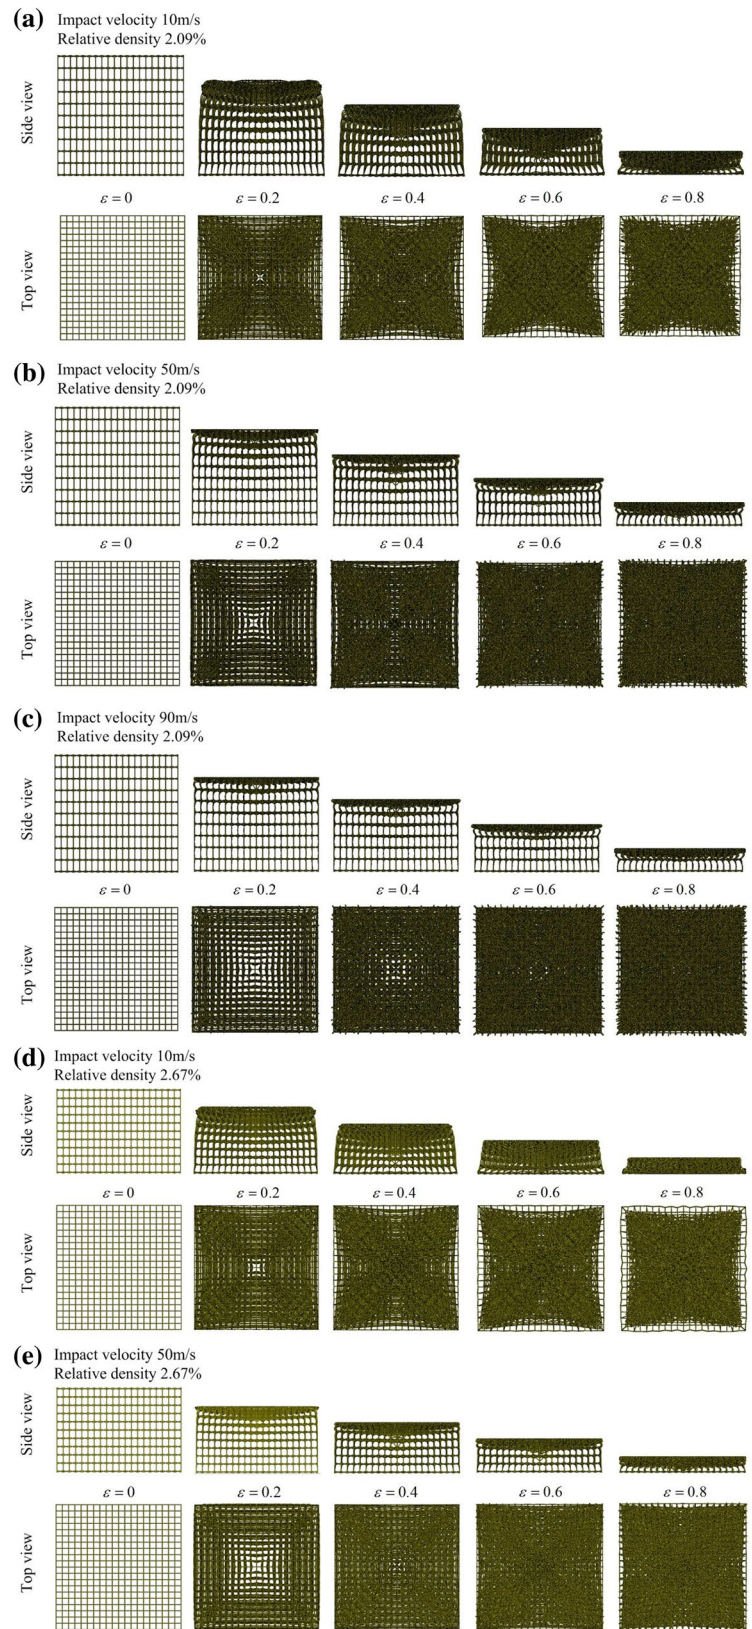 (a) Impact velocity 10m/s
Relative density 2.09%
Side view
ε = 0 ε = 0.2 ε = 0.4 ε = 0.6 ε = 0.8
Top view
(b) Impact velocity 50m/s
Relative density 2.09%
Side view
ε = 0 ε = 0.2 ε = 0.4 ε = 0.6 ε = 0.8
Top view
(c) Impact velocity 90m/s
Relative density 2.09%
Side view
ε = 0 ε = 0.2 ε = 0.4 ε = 0.6 ε = 0.8
Top view
(d) Impact velocity 10m/s
Relative density 2.67%
Side view
ε = 0 ε = 0.2 ε = 0.4 ε = 0.6 ε = 0.8
Top view
(e) Impact velocity 50m/s
Relative density 2.67%
Side view
ε = 0 ε = 0.2 ε = 0.4 ε = 0.6 ε = 0.8
Top view